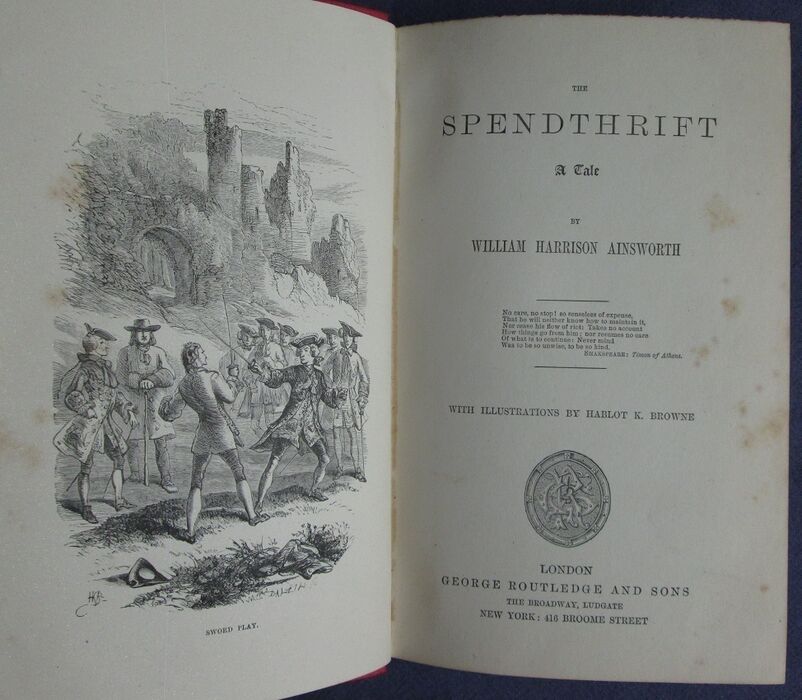 HKB
DALZIEL
SWORD PLAY.
THE
SPENDTHRIFT
A Tale
BY
WILLIAM HARRISON AINSWORTH
No care, no stop! so senseless of expense,
That he will neither know how to maintain it,
Nor cease his flow of riot: Takes no account
How things go from him; nor resumes no care
Of what is to continue: Never mind
Was to be so unwise, to be so kind.
SHAKSPEARE: Timon of Athens.
WITH ILLUSTRATIONS BY HABLOT K. BROWNE
LONDON
GEORGE ROUTLEDGE AND SONS
THE BROADWAY, LUDGATE
NEW YORK: 416 BROOME STREET